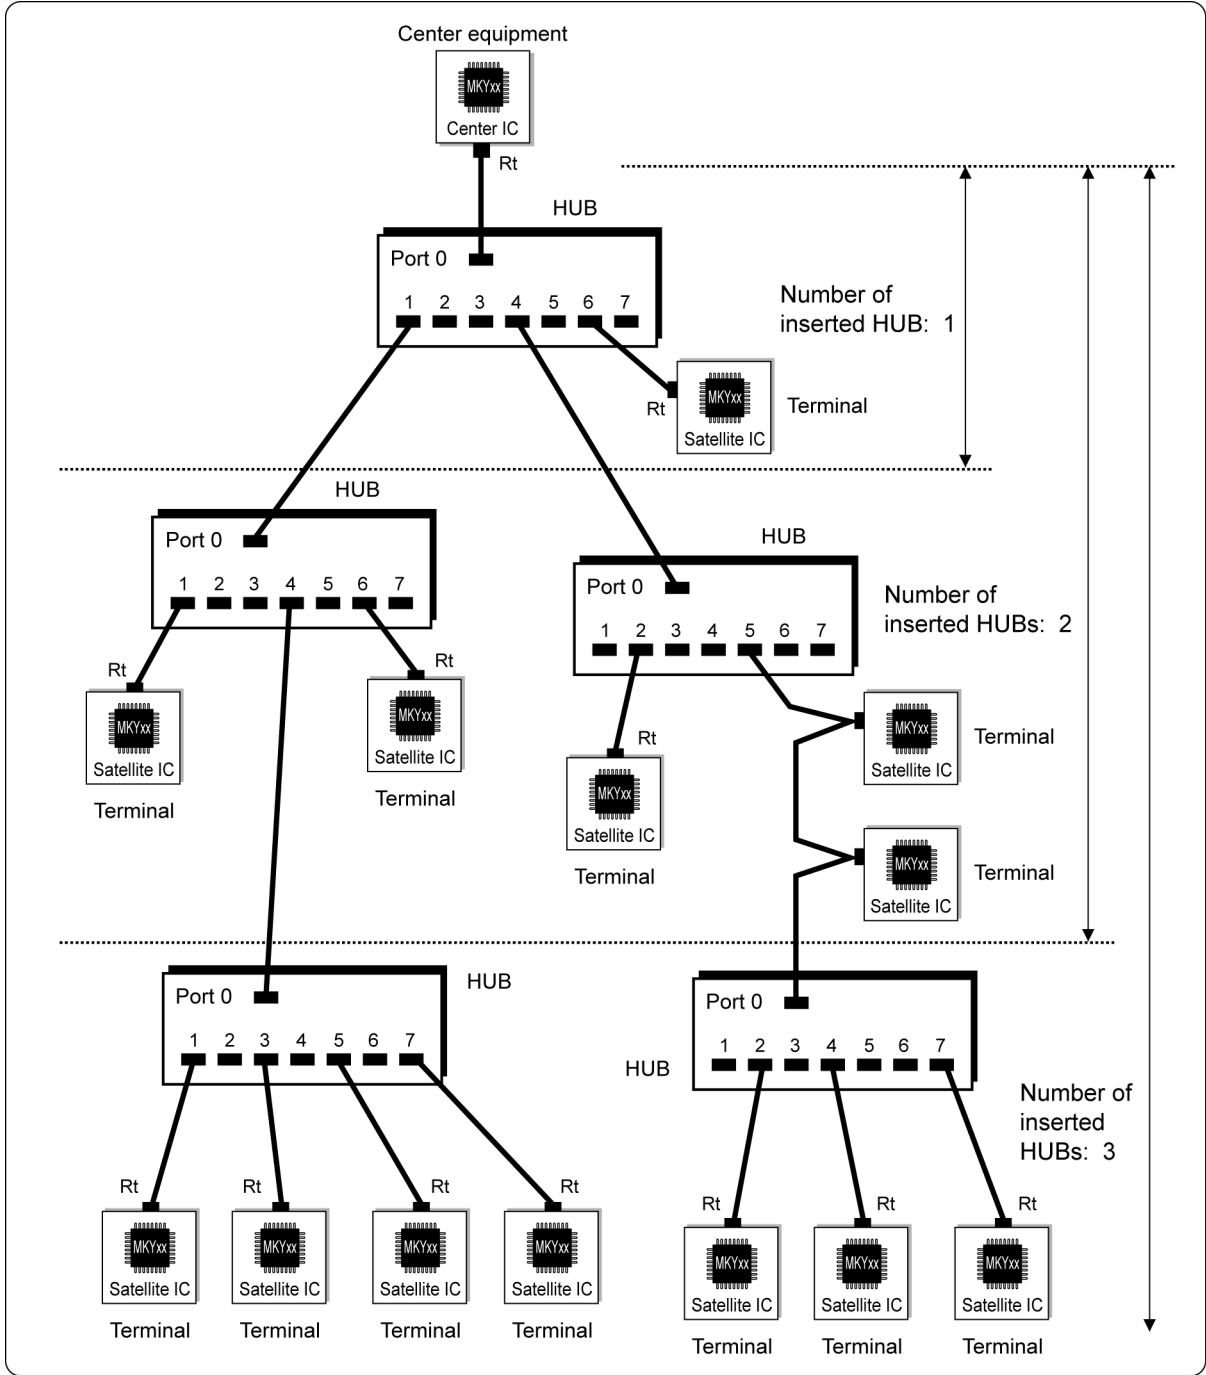 Center equipment
MKYxx
Center IC
Rt
HUB
Port 0
1 2 3 4 5 6 7
Number of
inserted HUB: 1
MKYxx
Rt
Satellite IC
Terminal
HUB
Port 0
1 2 3 4 5 6 7
HUB
Port 0
1 2 3 4 5 6 7
Number of
inserted HUBs: 2
Rt
MKYxx
Satellite IC
Terminal
Rt
MKYxx
Satellite IC
Terminal
Rt
MKYxx
Satellite IC
Terminal
MKYxx
Satellite IC
Terminal
MKYxx
Satellite IC
Terminal
HUB
Port 0
1 2 3 4 5 6 7
Port 0
1 2 3 4 5 6 7
HUB
Number of
inserted
HUBs: 3
Rt
MKYxx
Satellite IC
Terminal
Rt
MKYxx
Satellite IC
Terminal
Rt
MKYxx
Satellite IC
Terminal
Rt
MKYxx
Satellite IC
Terminal
Rt
MKYxx
Satellite IC
Terminal
Rt
MKYxx
Satellite IC
Terminal
Rt
MKYxx
Satellite IC
Terminal